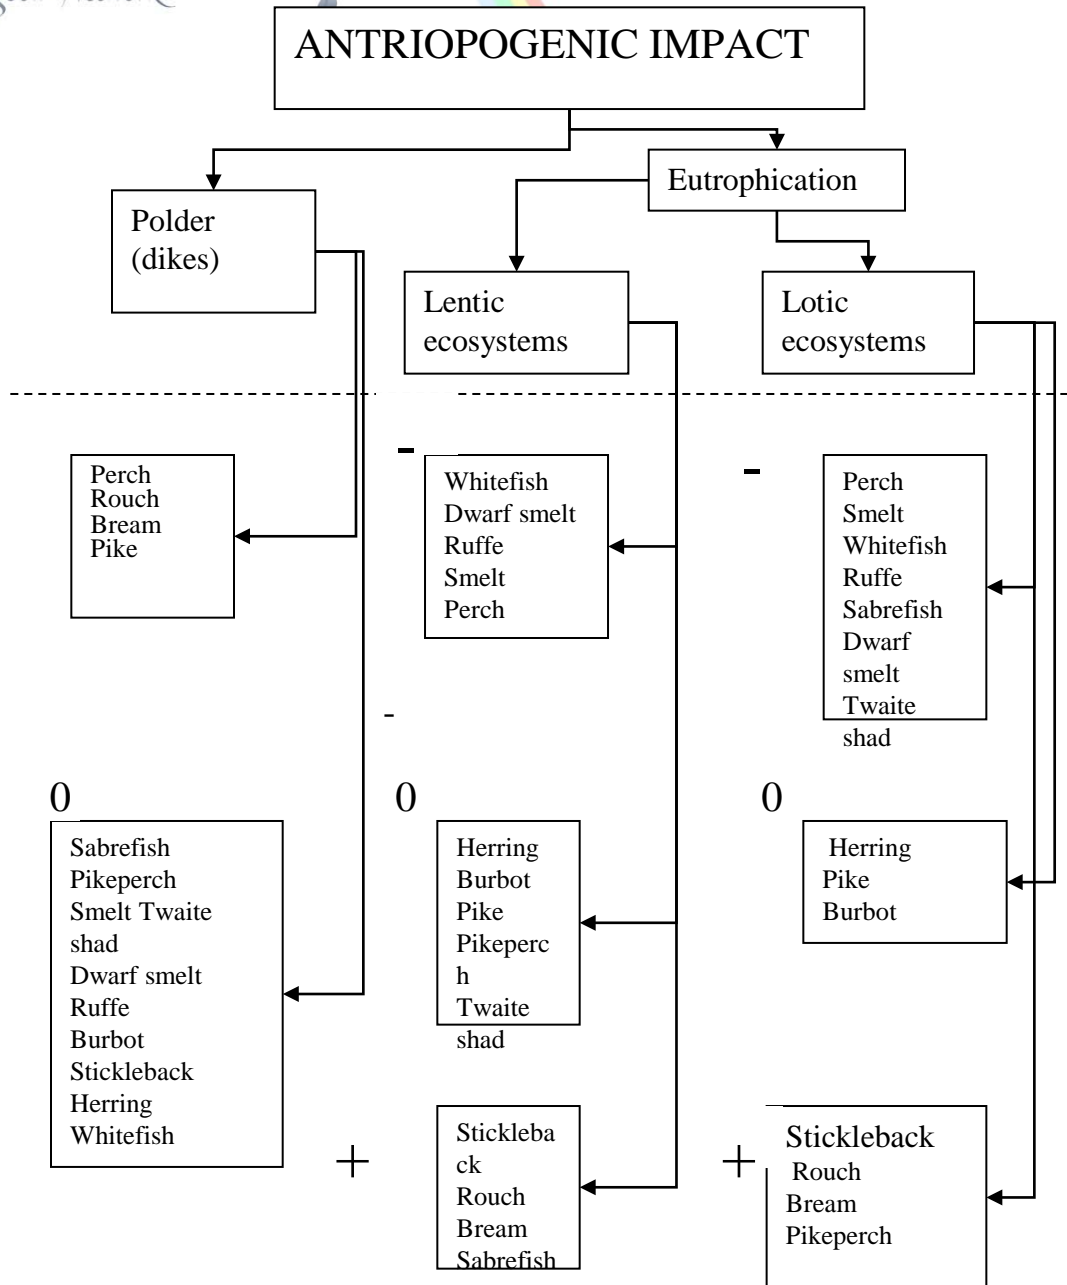 ANTRIOPOGENIC IMPACT
Eutrophication
Polder
(dikes)
Lentic
ecosystems
Lotic
ecosystems
Perch
Rouch
Bream
Pike
-
Whitefish
Dwarf smelt
Ruffe
Smelt
Perch
-
Perch
Smelt
Whitefish
Ruffe
Sabrefish
Dwarf
smelt
Twaite
shad
-
0
Sabrefish
Pikeperch
Smelt Twaite
shad
Dwarf smelt
Ruffe
Burbot
Stickleback
Herring
Whitefish
0
Herring
Burbot
Pike
Pikeperc
h
Twaite
shad
0
Herring
Pike
Burbot
+
Stickleba
ck
Rouch
Bream
Sabrefish
+
Stickleback
Rouch
Bream
Pikeperch